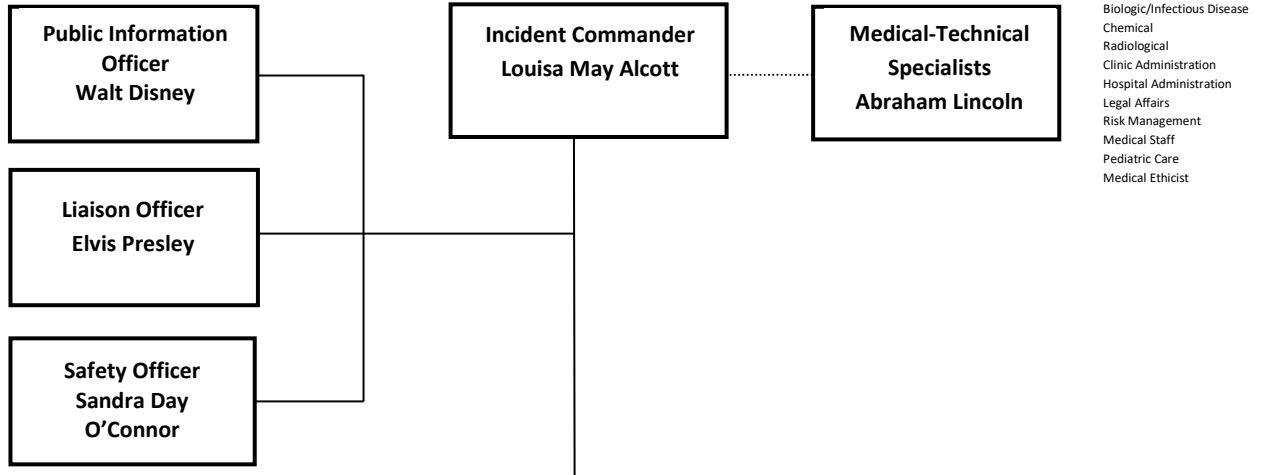 Public Information
Officer
Walt Disney
Incident Commander
Louisa May Alcott
Medical-Technical
Specialists
Abraham Lincoln
Biologic/Infectious Disease
Chemical
Radiological
Clinic Administration
Hospital Administration
Legal Affairs
Risk Management
Medical Staff
Pediatric Care
Medical Ethicist
Liaison Officer
Elvis Presley
Safety Officer
Sandra Day
O’Connor